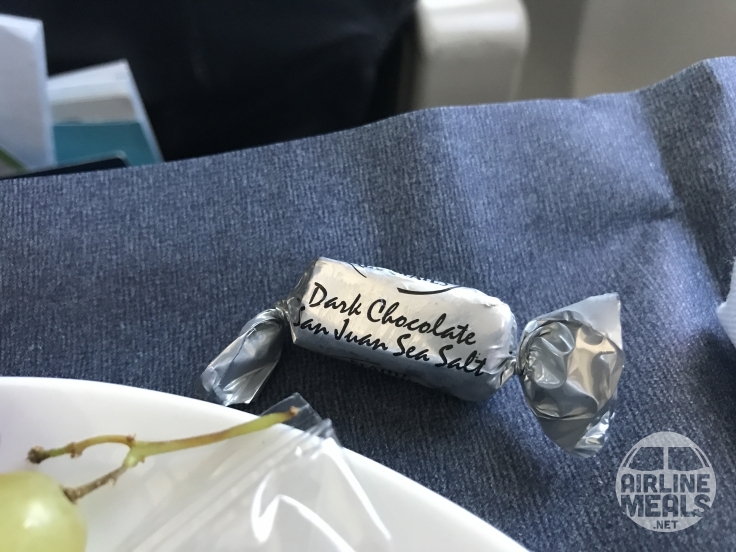 Dark Chocolate
San Juan Sea Salt
AIRLINE
MEALS
.NET